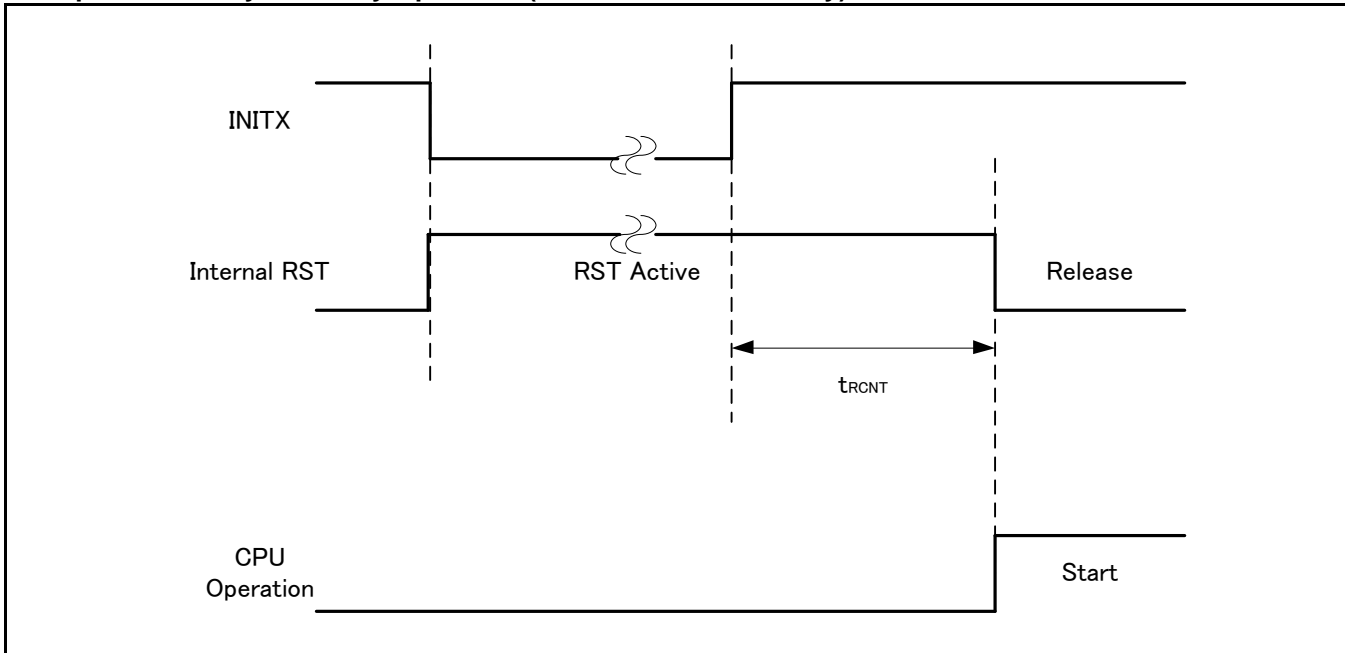 INITX
Internal RST
RST Active
Release
tRCNT
CPU
Operation
Start